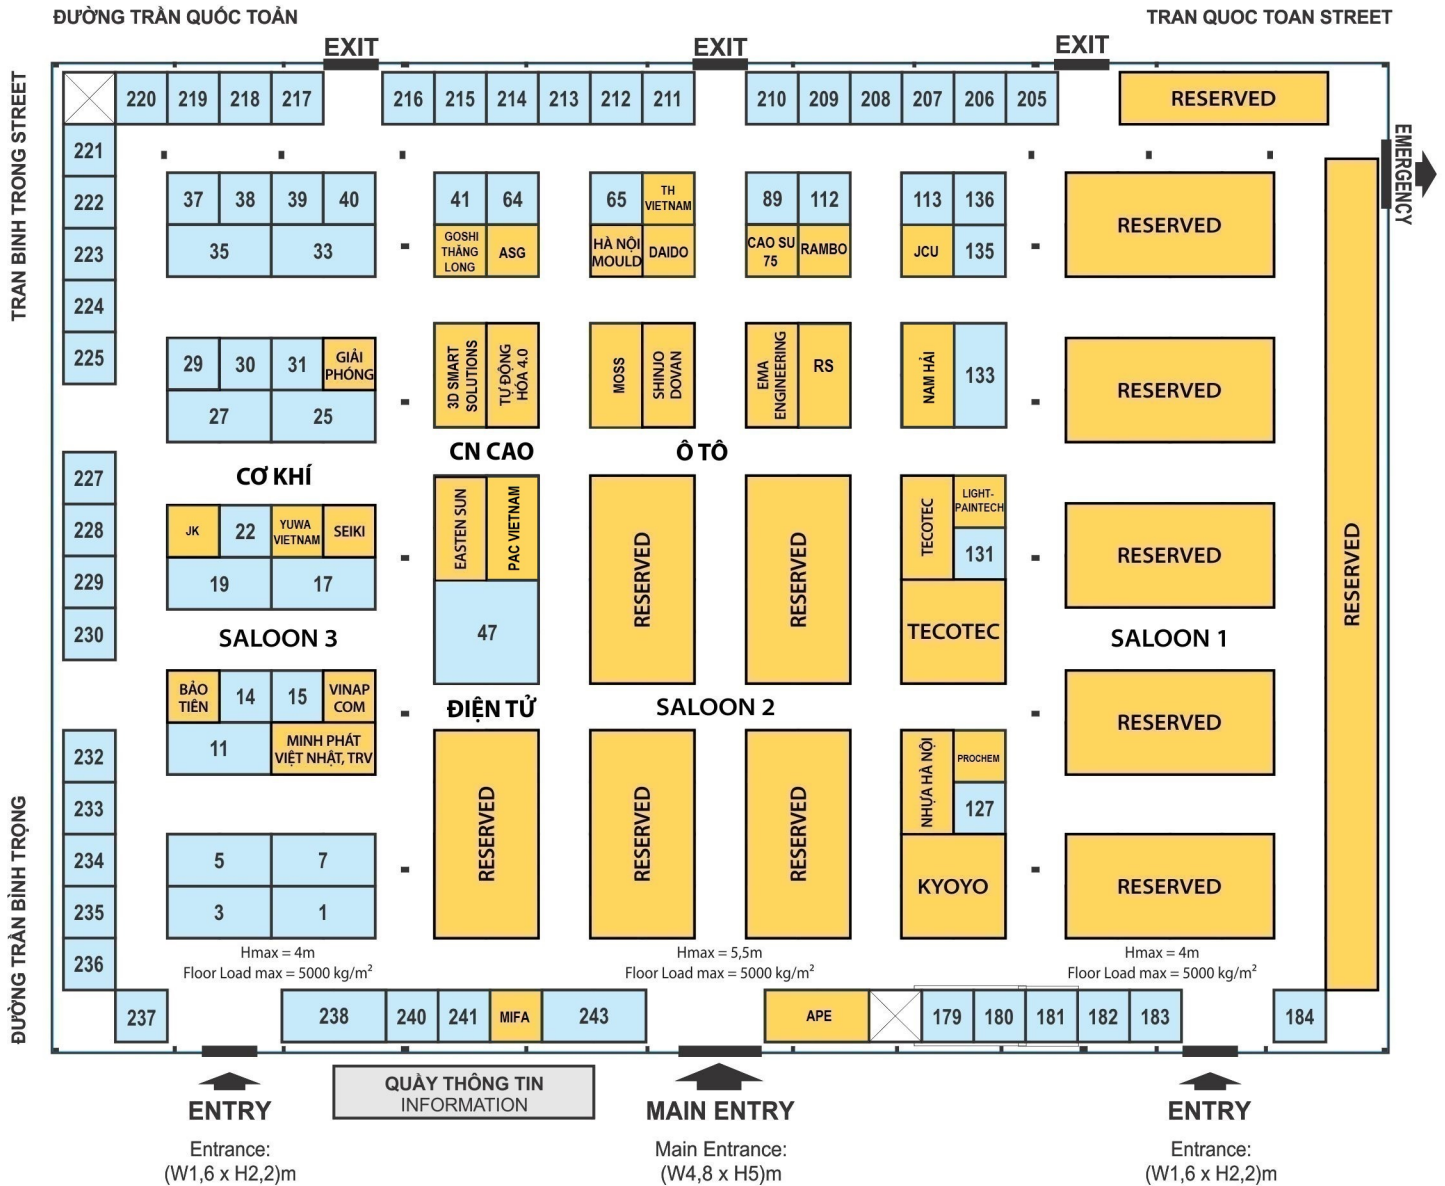 ĐƯỜNG TRẦN QUỐC TOẢN
TRAN QUOC TOAN STREET
EXIT
EXIT
EXIT
220 219 218 217
216 215 214 213 212 211
210 209 208 207 206 205
RESERVED
TRAN BINH TRONG STREET
EMERGENCY
221
222
223
224
225
37 38 39 40
35 33
41 64
GOSHI
THĂNG
LONG
ASG
65
TH
VIETNAM
HÀ NỘI
MOULD
DAIDO
89 112
CAO SU
75
RAMBO
113 136
JCU
135
RESERVED
29 30 31
GIẢI
PHÓNG
27 25
3D SMART
SOLUTIONS
TỰ ĐỘNG
HÓA 4.0
MOSS
SHINJO
DOVAN
EMA
ENGINEERING
RS
NAM HẢI
133
RESERVED
CN CAO
Ô TÔ
CƠ KHÍ
227
228
229
230
JK
22
YUWA
VIETNAM
SEIKI
19 17
EASTEN SUN
PAC VIETNAM
47
RESERVED
RESERVED
TECOTEC
LIGHT-
PAINTECH
131
TECOTEC
RESERVED
RESERVED
SALOON 3
SALOON 1
BẢO
TIÊN
14 15
VINAP
COM
11
MINH PHÁT
VIỆT NHẬT, TRV
ĐIỆN TỬ
SALOON 2
RESERVED
232
233
234
235
236
ĐƯỜNG TRẦN BÌNH TRỌNG
5 7
3 1
RESERVED
RESERVED
RESERVED
NHỰA HÀ NỘI
PROCHEM
127
KYOYO
RESERVED
Hmax = 4m
Floor Load max = 5000 kg/m²
Hmax = 5,5m
Floor Load max = 5000 kg/m²
Hmax = 4m
Floor Load max = 5000 kg/m²
237
238 240 241 MIFA 243
APE
179 180 181 182 183
184
QUẦY THÔNG TIN
INFORMATION
ENTRY
MAIN ENTRY
ENTRY
Entrance:
(W1,6 x H2,2)m
Main Entrance:
(W4,8 x H5)m
Entrance:
(W1,6 x H2,2)m